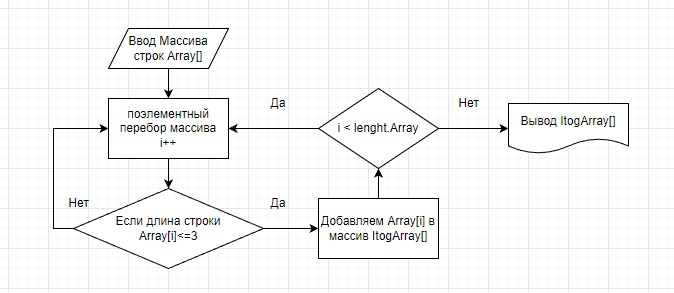 Ввод Массива
строк Array[]
поэлементный
перебор массива
i++
Да
i < lenght.Array
Нет
Вывод ItogArray[]
Нет
Если длина строки
Array[i]<=3
Да
Добавляем Array[i] в
массив ItogArray[]